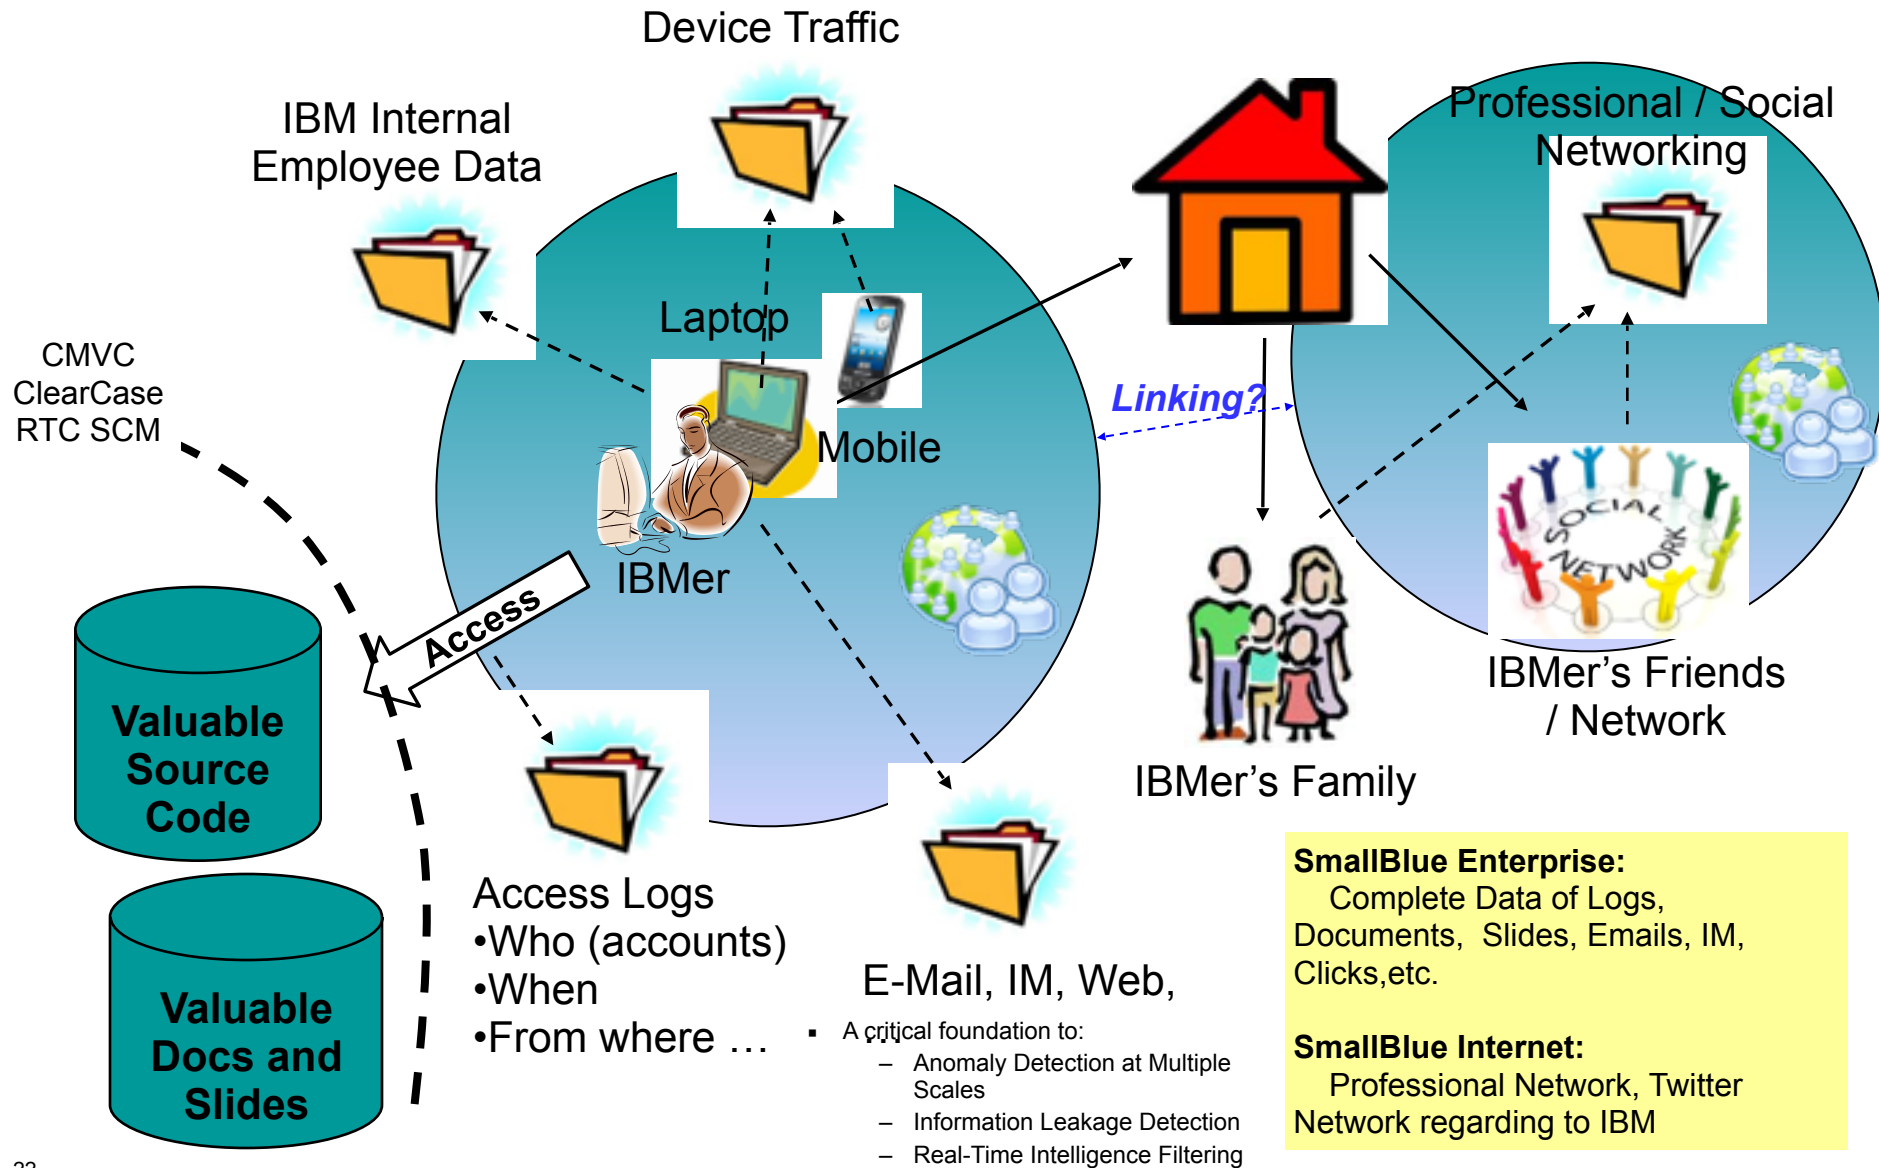 Device Traffic
IBM Internal
Employee Data
Professional / Social
Networking
Laptop
CMVC
ClearCase
RTC SCM
Linking?
Mobile
SOCIAL
NETWORK
IBMer
Access
IBMer’s Friends
/ Network
Valuable
Source
Code
IBMer’s Family
Access Logs
•Who (accounts)
•When
•From where …
E-Mail, IM, Web,
…
▪ A critical foundation to:
– Anomaly Detection at Multiple
Scales
– Information Leakage Detection
– Real-Time Intelligence Filtering
SmallBlue Enterprise:
Complete Data of Logs,
Documents, Slides, Emails, IM,
Clicks,etc.
SmallBlue Internet:
Professional Network, Twitter
Network regarding to IBM
Valuable
Docs and
Slides